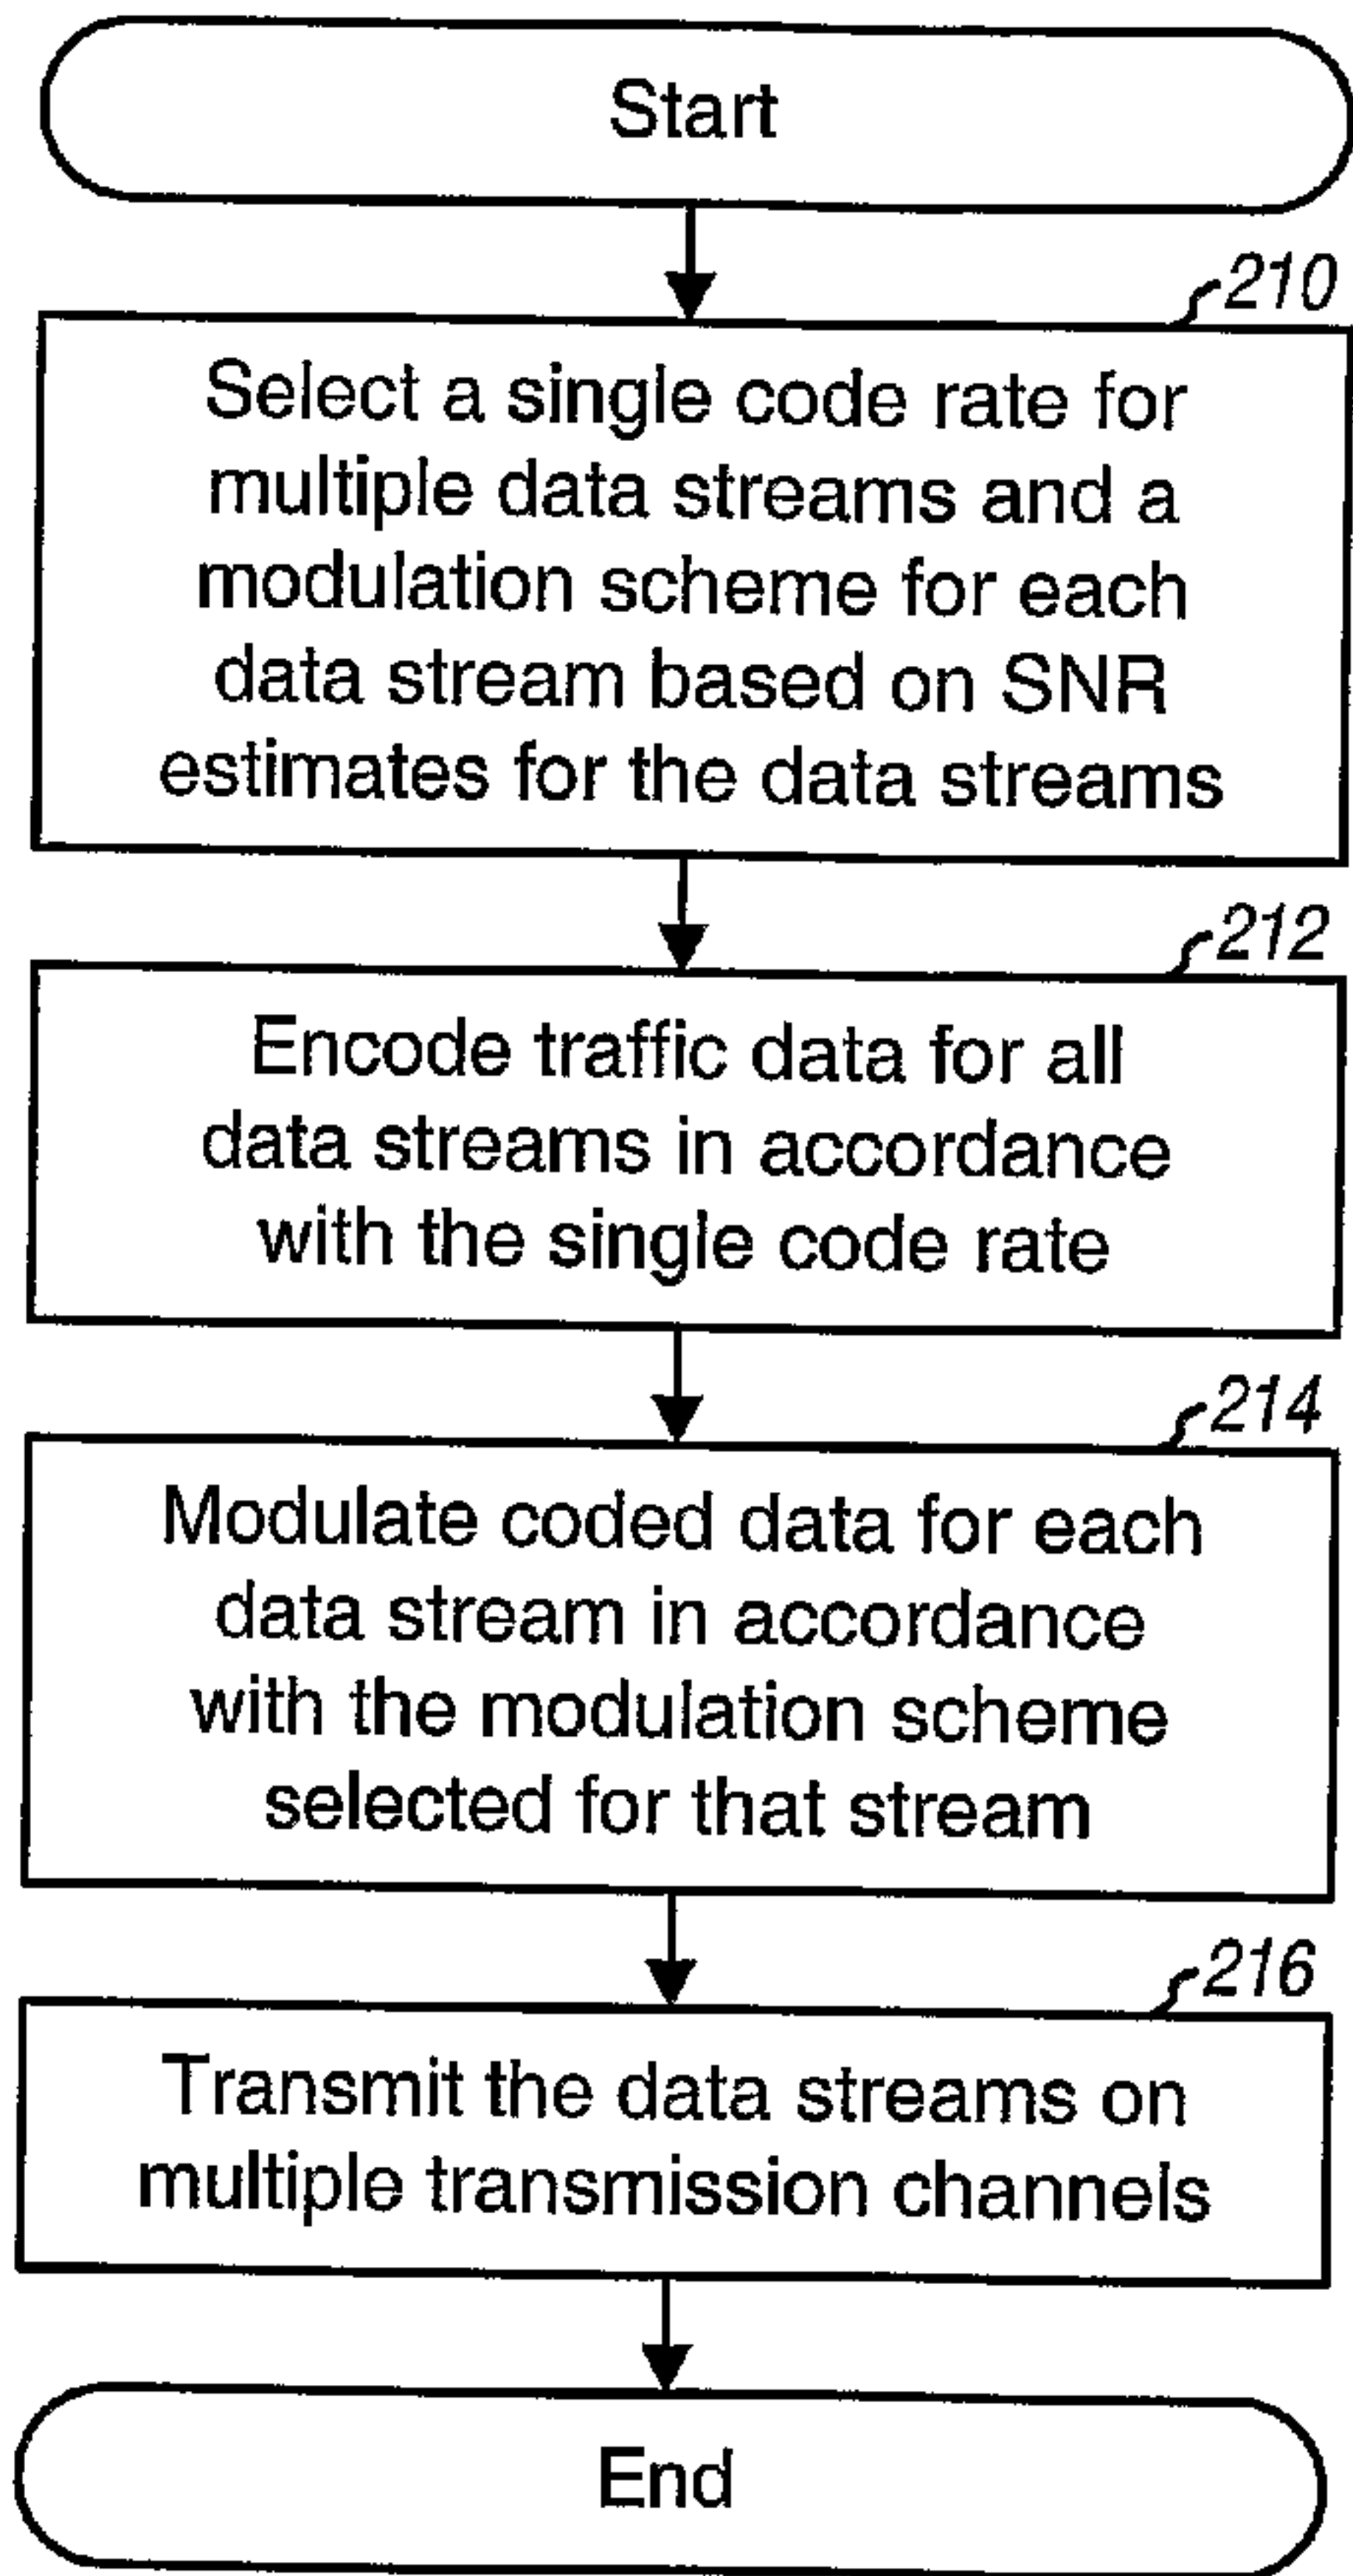 Start
210
Select a single code rate for
multiple data streams and a
modulation scheme for each
data stream based on SNR
estimates for the data streams
212
Encode traffic data for all
data streams in accordance
with the single code rate
214
Modulate coded data for each
data stream in accordance
with the modulation scheme
selected for that stream
216
Transmit the data streams on
multiple transmission channels
End